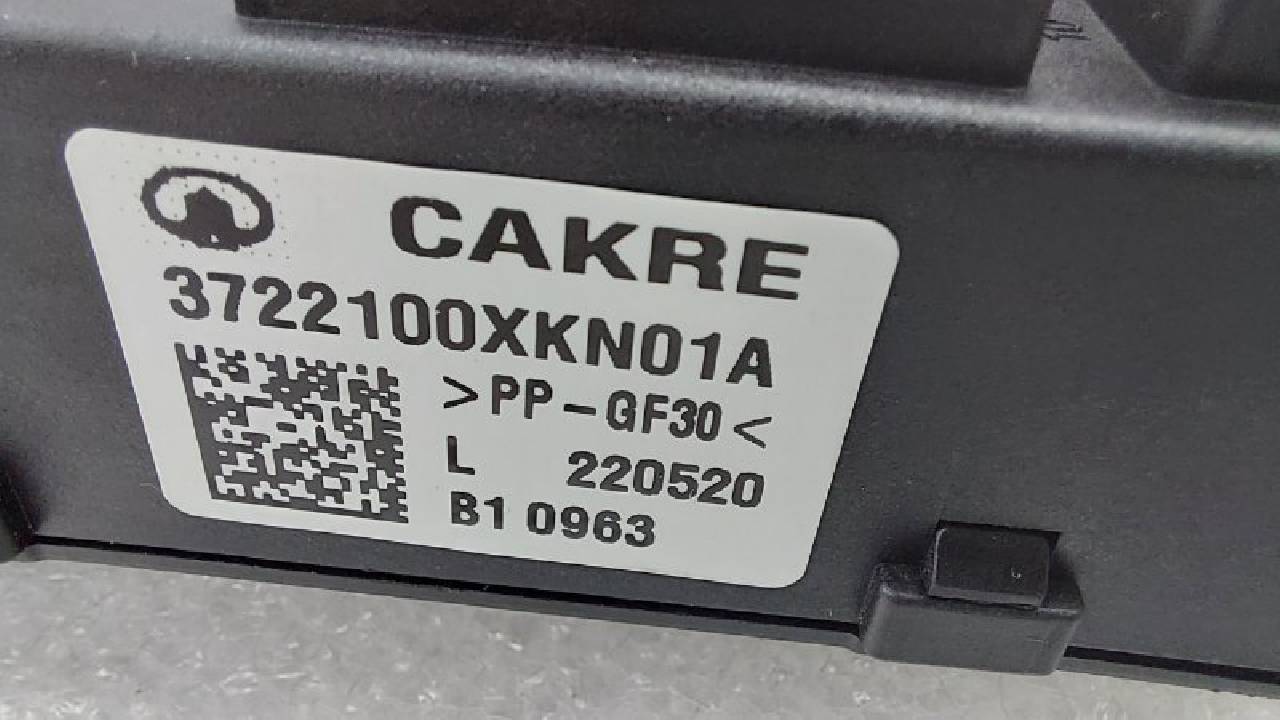 CAKRE
3722100XKN01A
>PP-GF30<
L 220520
B1 0963